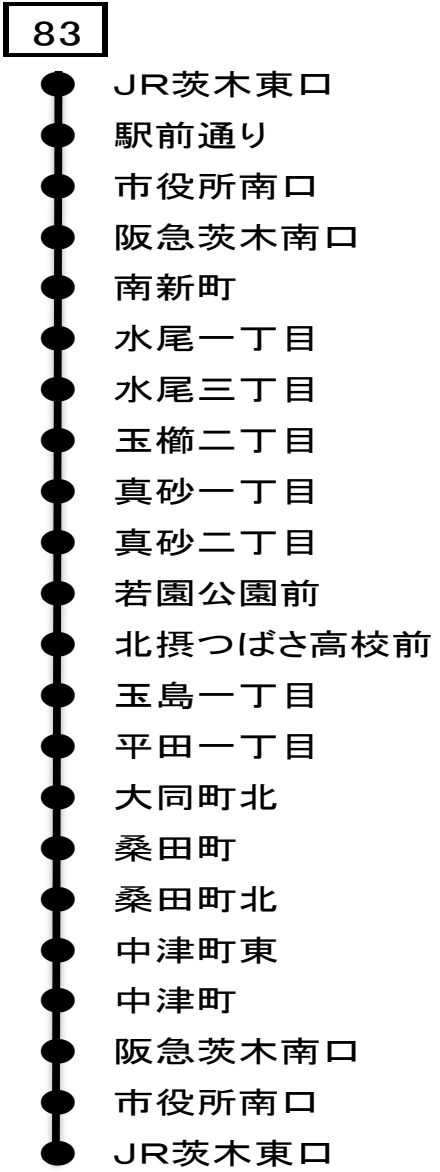 83
JR茨木東口
駅前通り
市役所南口
阪急茨木南口
南新町
水尾一丁目
水尾三丁目
玉櫛二丁目
真砂一丁目
真砂二丁目
若園公園前
北摂つばさ高校前
玉島一丁目
平田一丁目
大同町北
桑田町
桑田町北
中津町東
中津町
阪急茨木南口
市役所南口
JR茨木東口